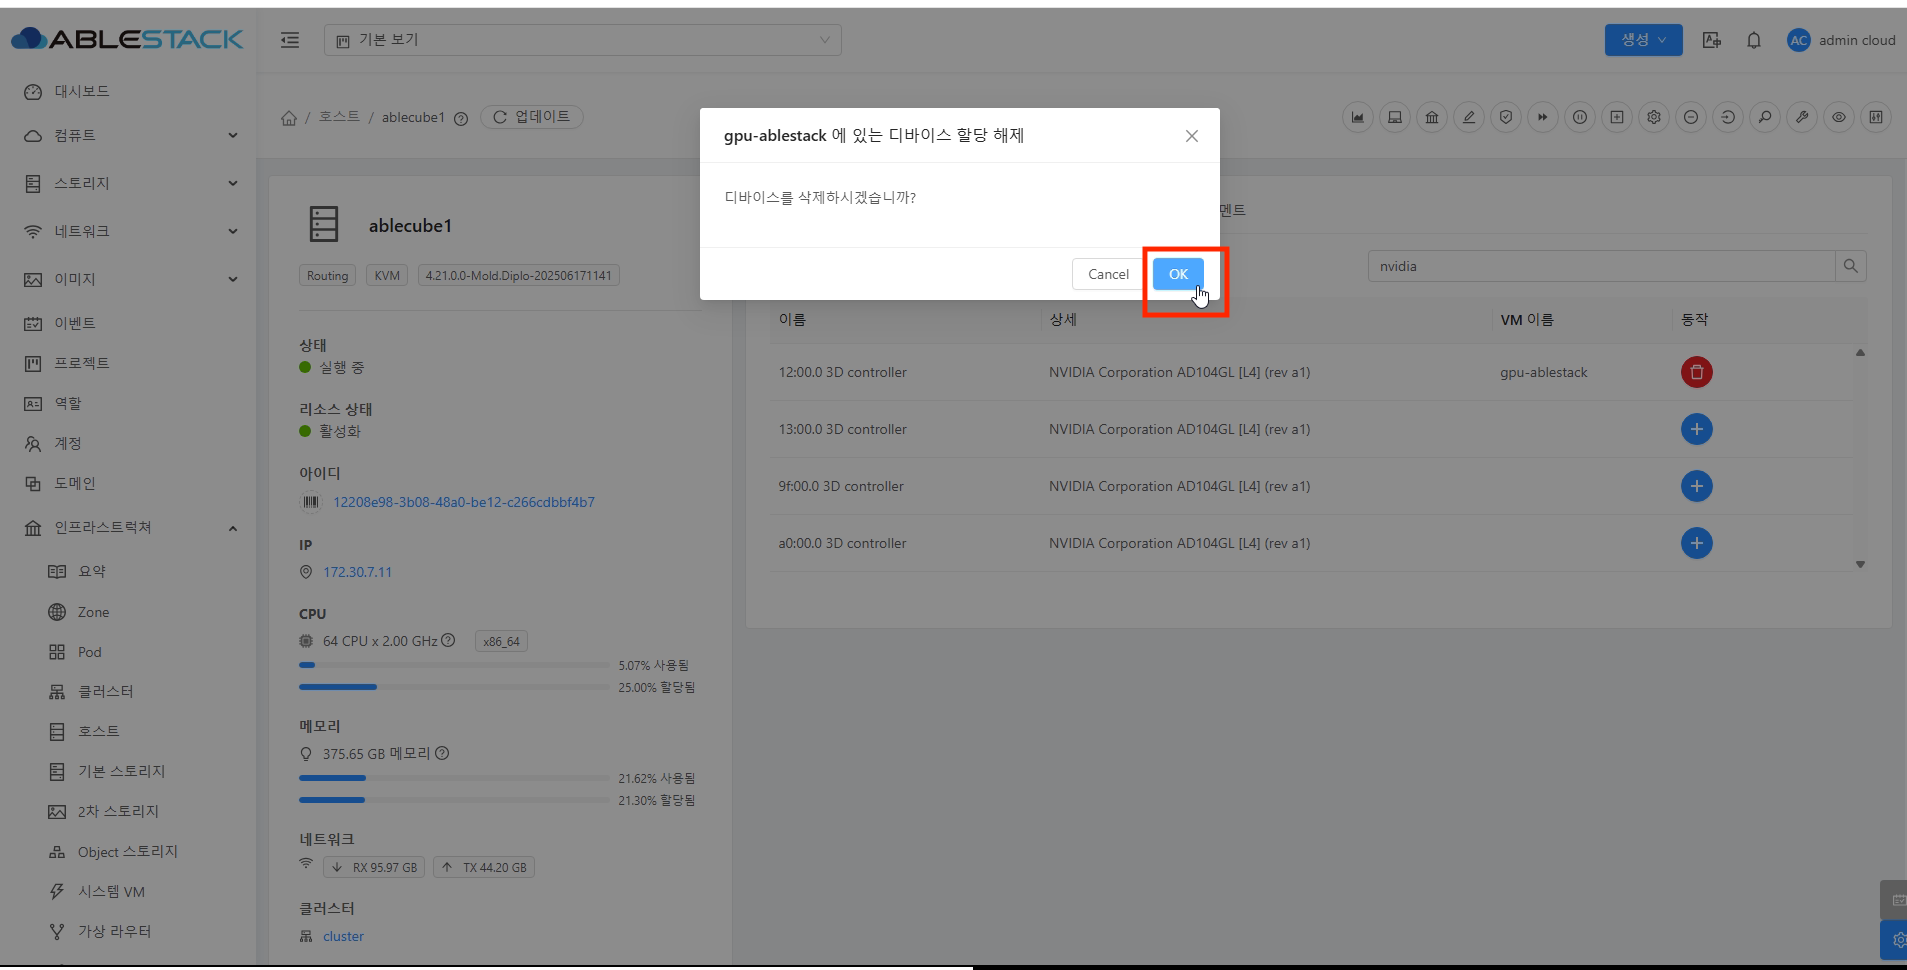 ABLESTACK
기본 보기
생성
AC
admin cloud
대시보드
컴퓨트
스토리지
네트워크
이미지
이벤트
프로젝트
역할
계정
도메인
인프라스트럭쳐
요약
Zone
Pod
클러스터
호스트
기본 스토리지
2차 스토리지
Object 스토리지
시스템 VM
가상 라우터
/ 호스트 / ablecube1
업데이트
ablecube1
Routing
KVM
4.21.0.0-Mold.Diplo-202506171141
상태
실행 중
리소스 상태
활성화
아이디
12208e98-3b08-48a0-be12-c266cdbbf4b7
IP
172.30.7.11
CPU
64 CPU x 2.00 GHz
x86_64
5.07% 사용됨
25.00% 할당됨
메모리
375.65 GB 메모리
21.62% 사용됨
21.30% 할당됨
네트워크
RX 95.97 GB
TX 44.20 GB
클러스터
cluster
gpu-ablestack 에 있는 디바이스 할당 해제
디바이스를 삭제하시겠습니까?
Cancel
OK
멘트
nvidia
이름 상세 VM 이름 동작
12:00.0 3D controller NVIDIA Corporation AD104GL [L4] (rev a1) gpu-ablestack
13:00.0 3D controller NVIDIA Corporation AD104GL [L4] (rev a1)
9f:00.0 3D controller NVIDIA Corporation AD104GL [L4] (rev a1)
a0:00.0 3D controller NVIDIA Corporation AD104GL [L4] (rev a1)